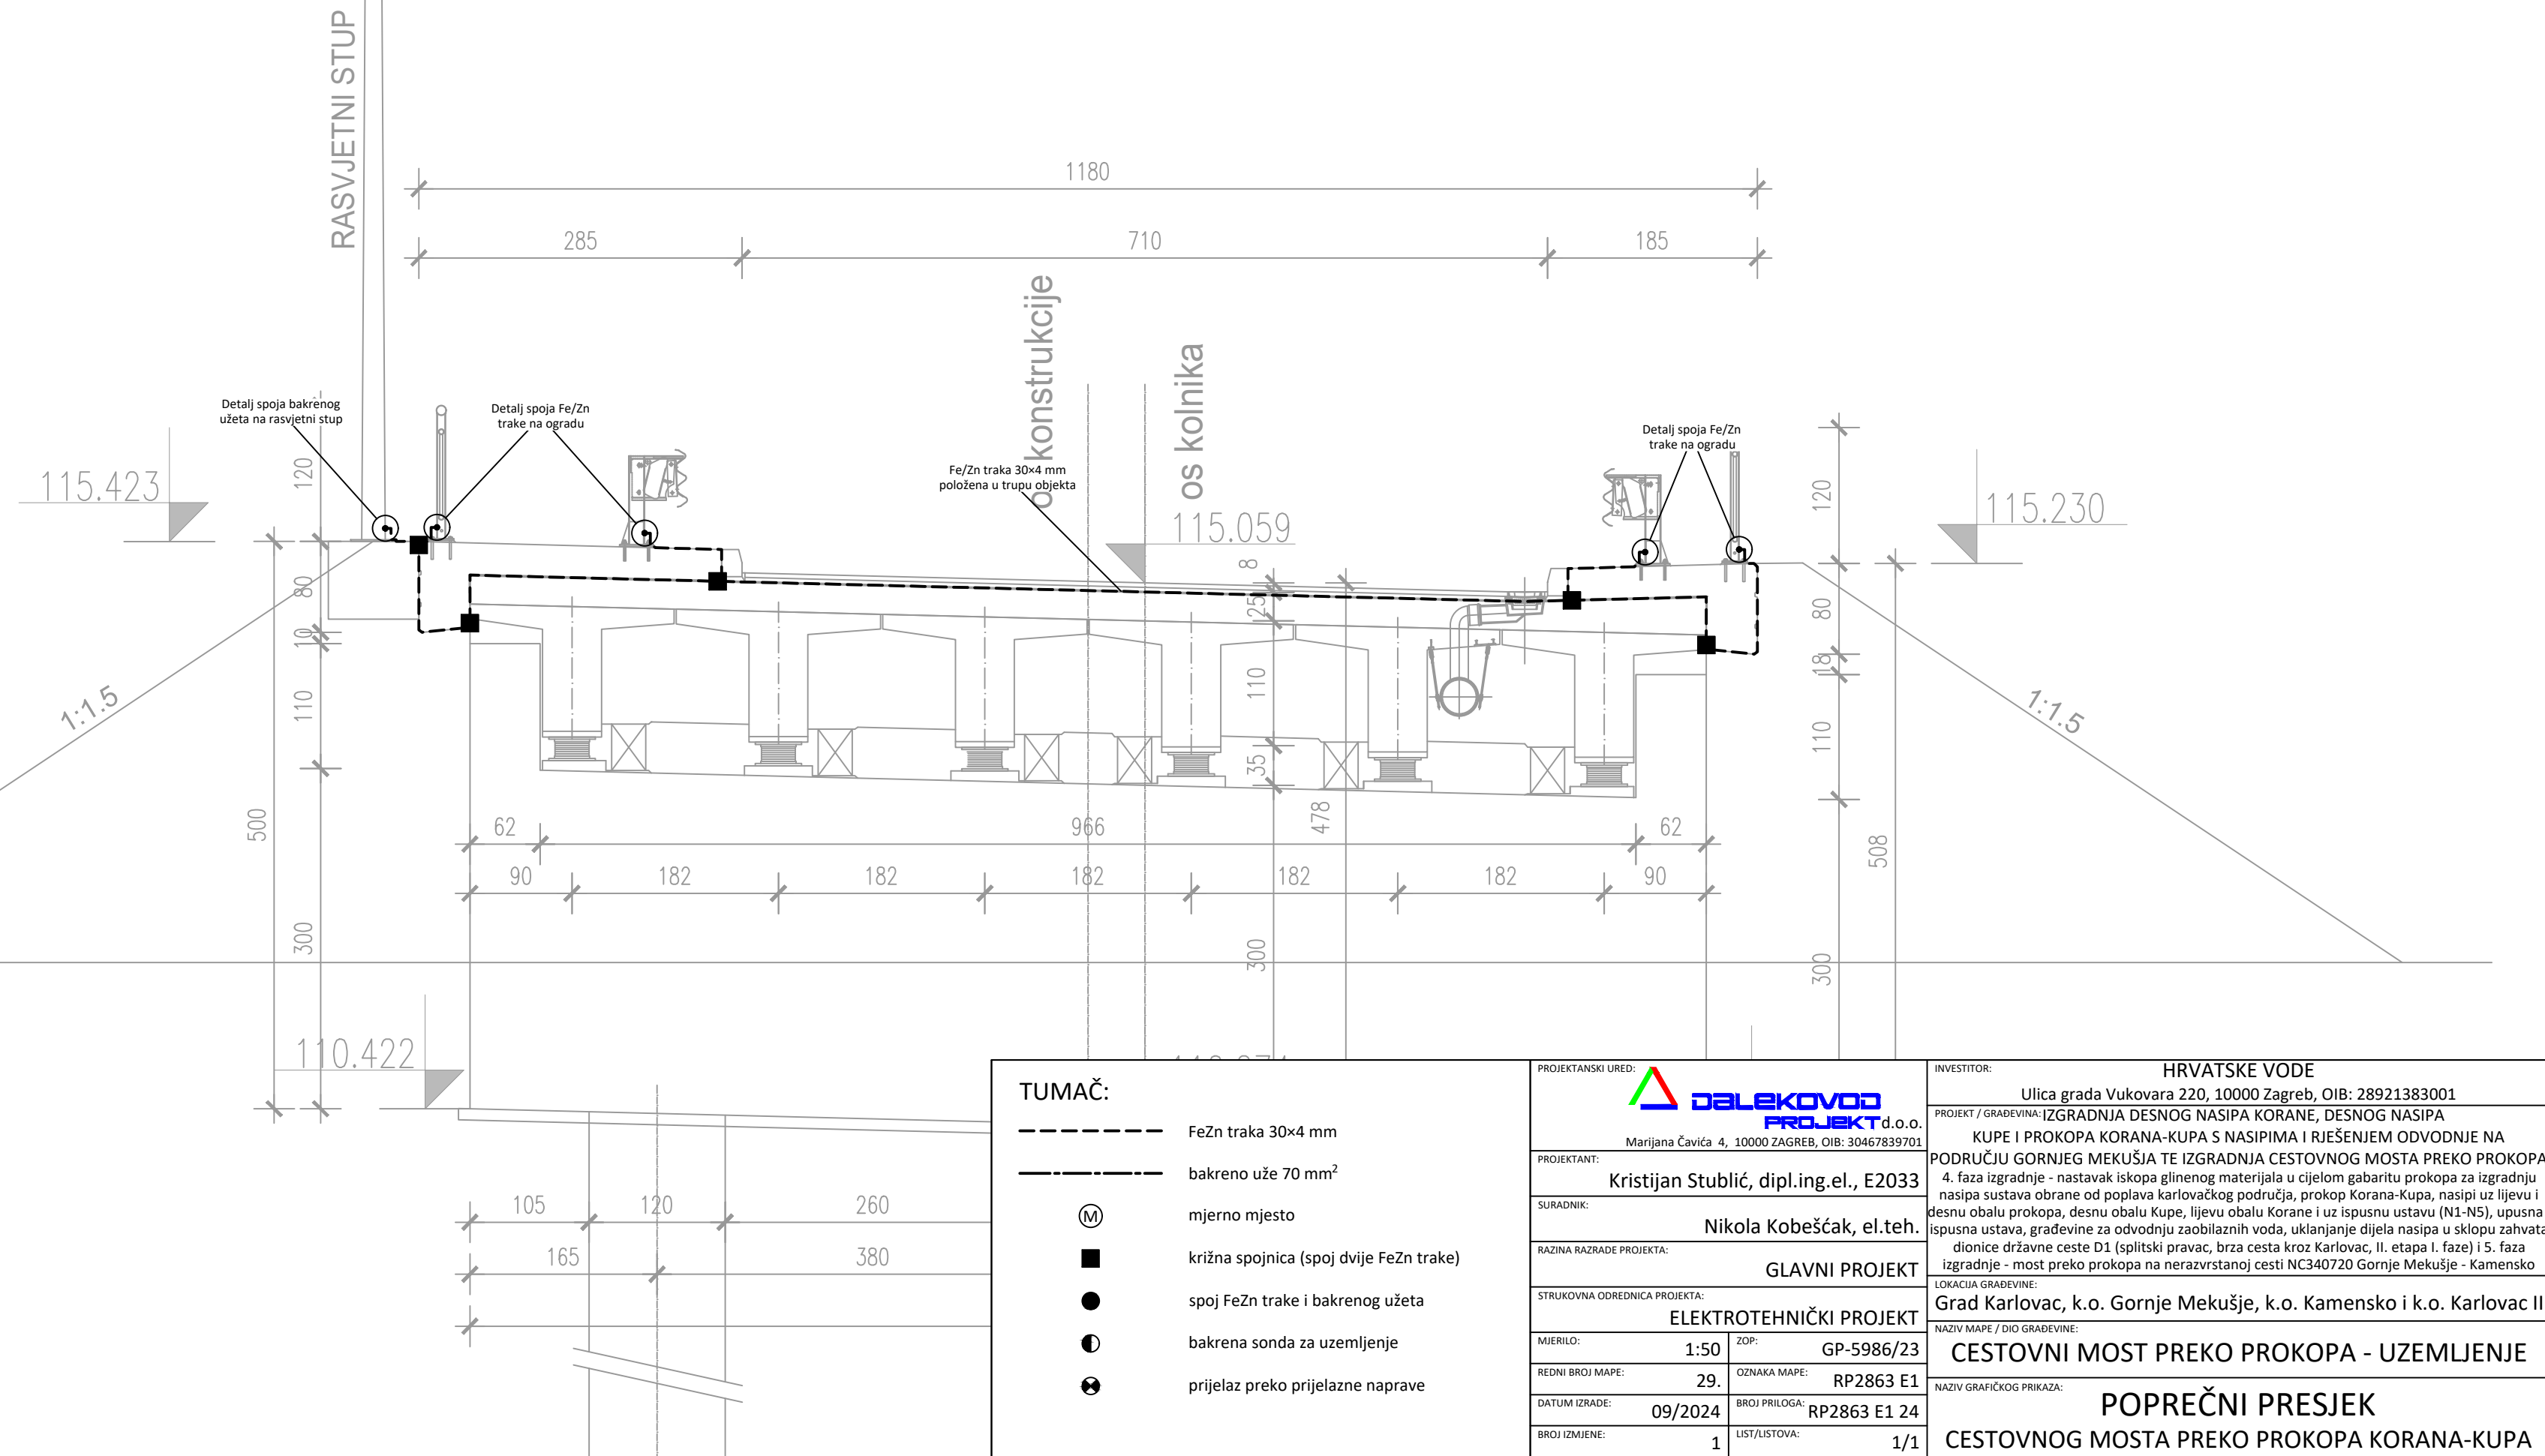 RASVJETNI STUP
1180
285
710
185
konstrukcije
os kolnika
Detalj spoja bakrenog
užeta na rasvjetni stup
Detalj spoja Fe/Zn
trake na ogradu
Fe/Zn traka 30×4 mm
položena u trupu objekta
Detalj spoja Fe/Zn
trake na ogradu
115.423
115.059
115.230
120
80
10
110
300
500
1:1.5
8
25
110
35
478
300
120
80
18
110
300
508
1:1.5
62
966
62
90
182
182
182
182
182
90
110.422
105
120
260
165
380
TUMAČ:
FeZn traka 30×4 mm
bakreno uže 70 mm²
M
mjerno mjesto
križna spojnica (spoj dvije FeZn trake)
spoj FeZn trake i bakrenog užeta
bakrena sonda za uzemljenje
prijelaz preko prijelazne naprave
PROJEKTANSKI URED:
DALEKOVOD
PROJEKT d.o.o.
Marijana Čavića 4, 10000 ZAGREB, OIB: 30467839701
PROJEKTANT:
Kristijan Stublić, dipl.ing.el., E2033
SURADNIK:
Nikola Kobešćak, el.teh.
RAZINA RAZRADE PROJEKTA:
GLAVNI PROJEKT
STRUKOVNA ODREDNICA PROJEKTA:
ELEKTROTEHNIČKI PROJEKT
MJERILO: 1:50
ZOP: GP-5986/23
REDNI BROJ MAPE: 29.
OZNAKA MAPE: RP2863 E1
DATUM IZRADE: 09/2024
BROJ PRILOGA: RP2863 E1 24
BROJ IZMJENE: 1
LIST/LISTOVA: 1/1
INVESTITOR:
HRVATSKE VODE
Ulica grada Vukovara 220, 10000 Zagreb, OIB: 28921383001
PROJEKT / GRAĐEVINA: IZGRADNJA DESNOG NASIPA KORANE, DESNOG NASIPA
KUPE I PROKOPA KORANA-KUPA S NASIPIMA I RJEŠENJEM ODVODNJE NA
PODRUČJU GORNJEG MEKUŠJA TE IZGRADNJA CESTOVNOG MOSTA PREKO PROKOPA
4. faza izgradnje - nastavak iskopa glinenog materijala u cijelom gabaritu prokopa za izgradnju
nasipa sustava obrane od poplava karlovačkog područja, prokop Korana-Kupa, nasipi uz lijevu i
desnu obalu prokopa, desnu obalu Kupe, lijevu obalu Korane i uz ispusnu ustavu (N1-N5), upusna
ispusna ustava, građevine za odvodnju zaobilaznih voda, uklanjanje dijela nasipa u sklopu zahvata
dionice državne ceste D1 (splitski pravac, brza cesta kroz Karlovac, II. etapa I. faze) i 5. faza
izgradnje - most preko prokopa na nerazvrstanoj cesti NC340720 Gornje Mekušje - Kamensko
LOKACIJA GRAĐEVINE:
Grad Karlovac, k.o. Gornje Mekušje, k.o. Kamensko i k.o. Karlovac II
NAZIV MAPE / DIO GRAĐEVINE:
CESTOVNI MOST PREKO PROKOPA - UZEMLJENJE
NAZIV GRAFIČKOG PRIKAZA:
POPREČNI PRESJEK
CESTOVNOG MOSTA PREKO PROKOPA KORANA-KUPA